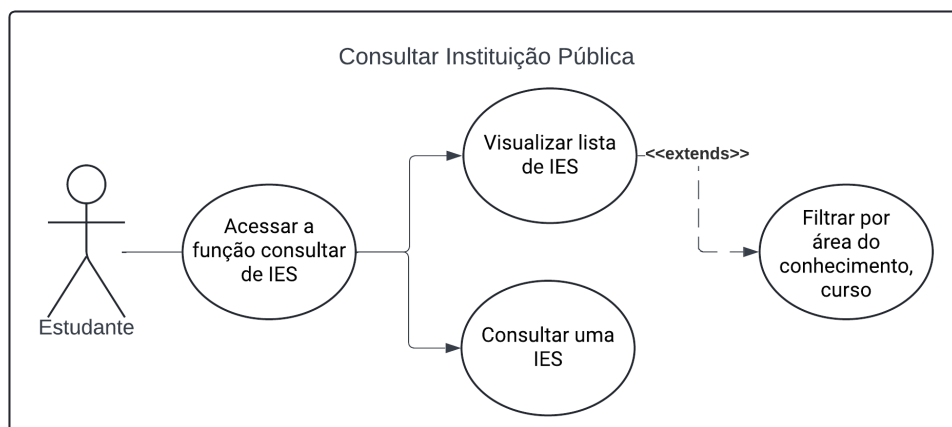 Consultar Instituição Pública
Visualizar lista
de IES
<<extends>>
Acessar a
função consultar
de IES
Filtrar por
área do
conhecimento,
curso
Estudante
Consultar uma
IES